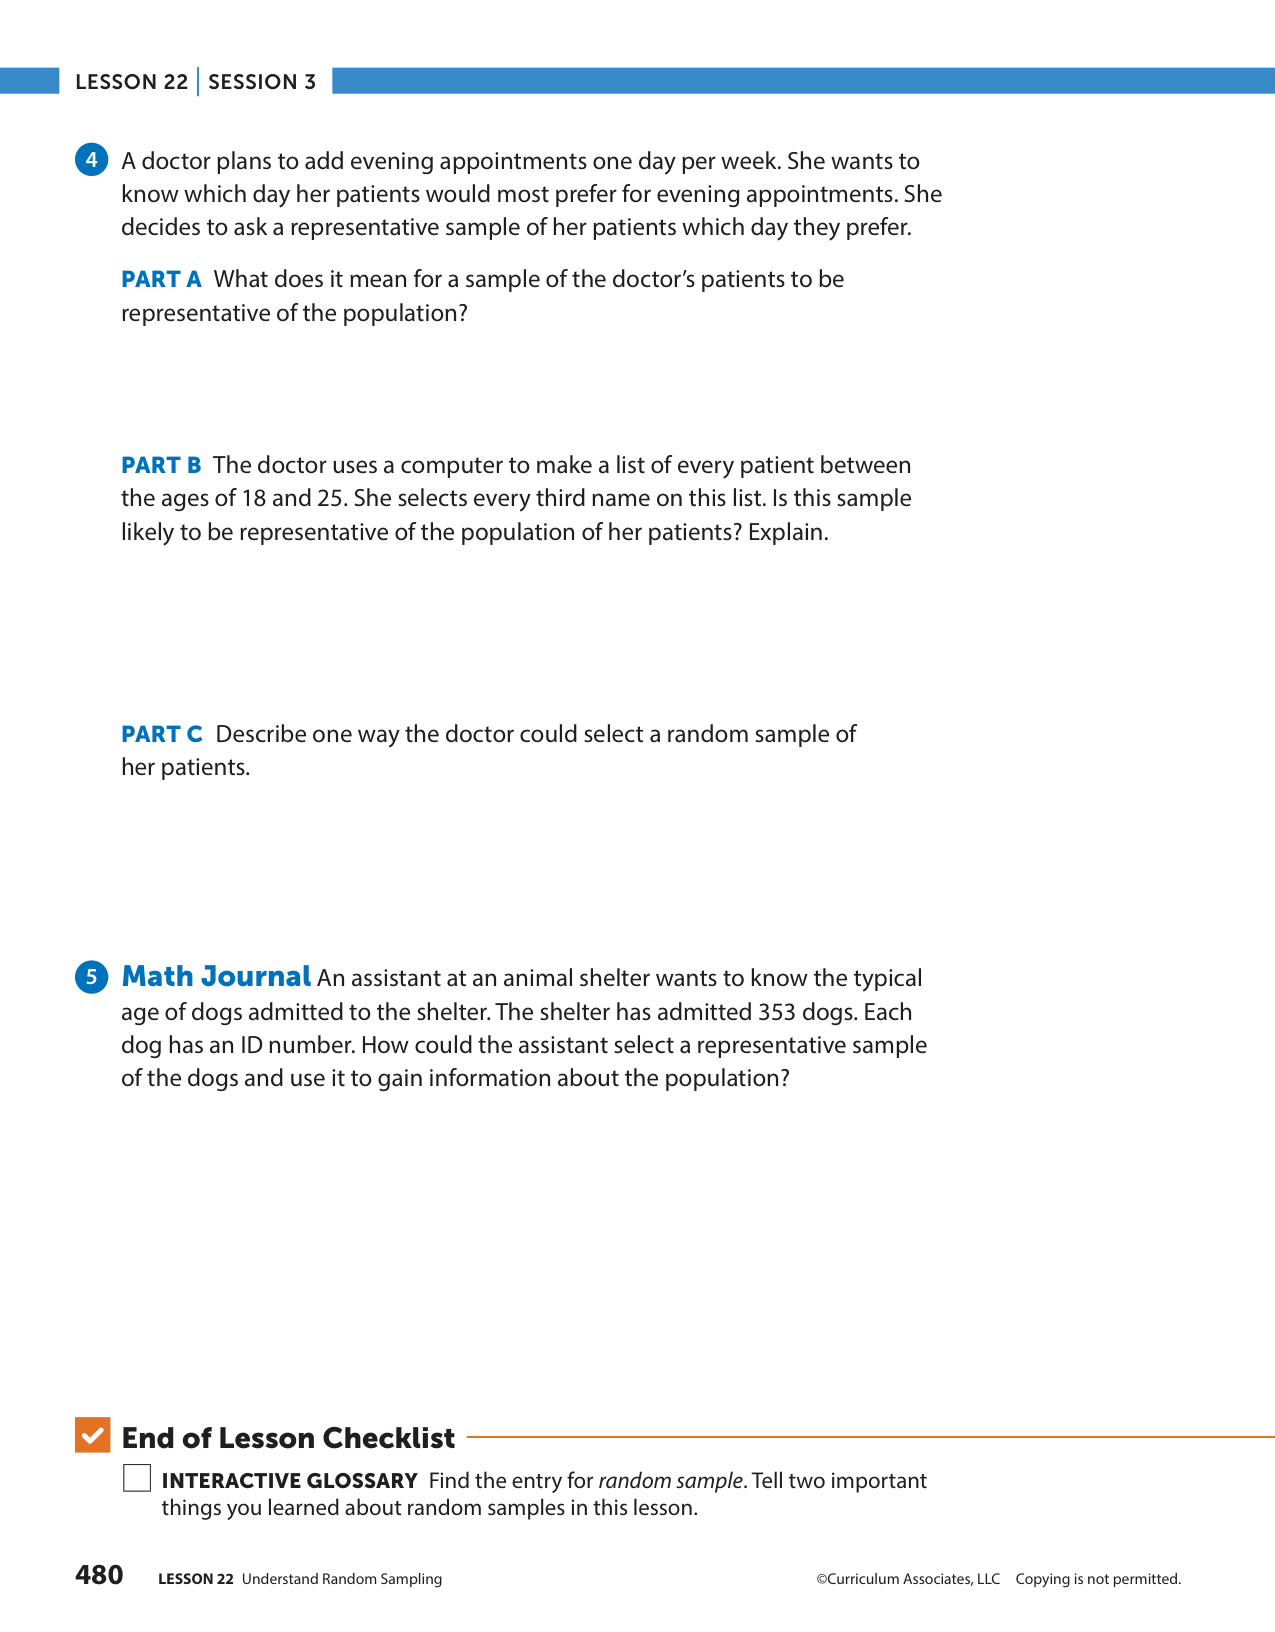 LESSON 22 | SESSION 3
4 A doctor plans to add evening appointments one day per week. She wants to
know which day her patients would most prefer for evening appointments. She
decides to ask a representative sample of her patients which day they prefer.
PART A What does it mean for a sample of the doctor’s patients to be
representative of the population?
PART B The doctor uses a computer to make a list of every patient between
the ages of 18 and 25. She selects every third name on this list. Is this sample
likely to be representative of the population of her patients? Explain.
PART C Describe one way the doctor could select a random sample of
her patients.
5 Math Journal An assistant at an animal shelter wants to know the typical
age of dogs admitted to the shelter. The shelter has admitted 353 dogs. Each
dog has an ID number. How could the assistant select a representative sample
of the dogs and use it to gain information about the population?
End of Lesson Checklist
INTERACTIVE GLOSSARY Find the entry for random sample. Tell two important
things you learned about random samples in this lesson.
480 LESSON 22 Understand Random Sampling ©Curriculum Associates, LLC Copying is not permitted.